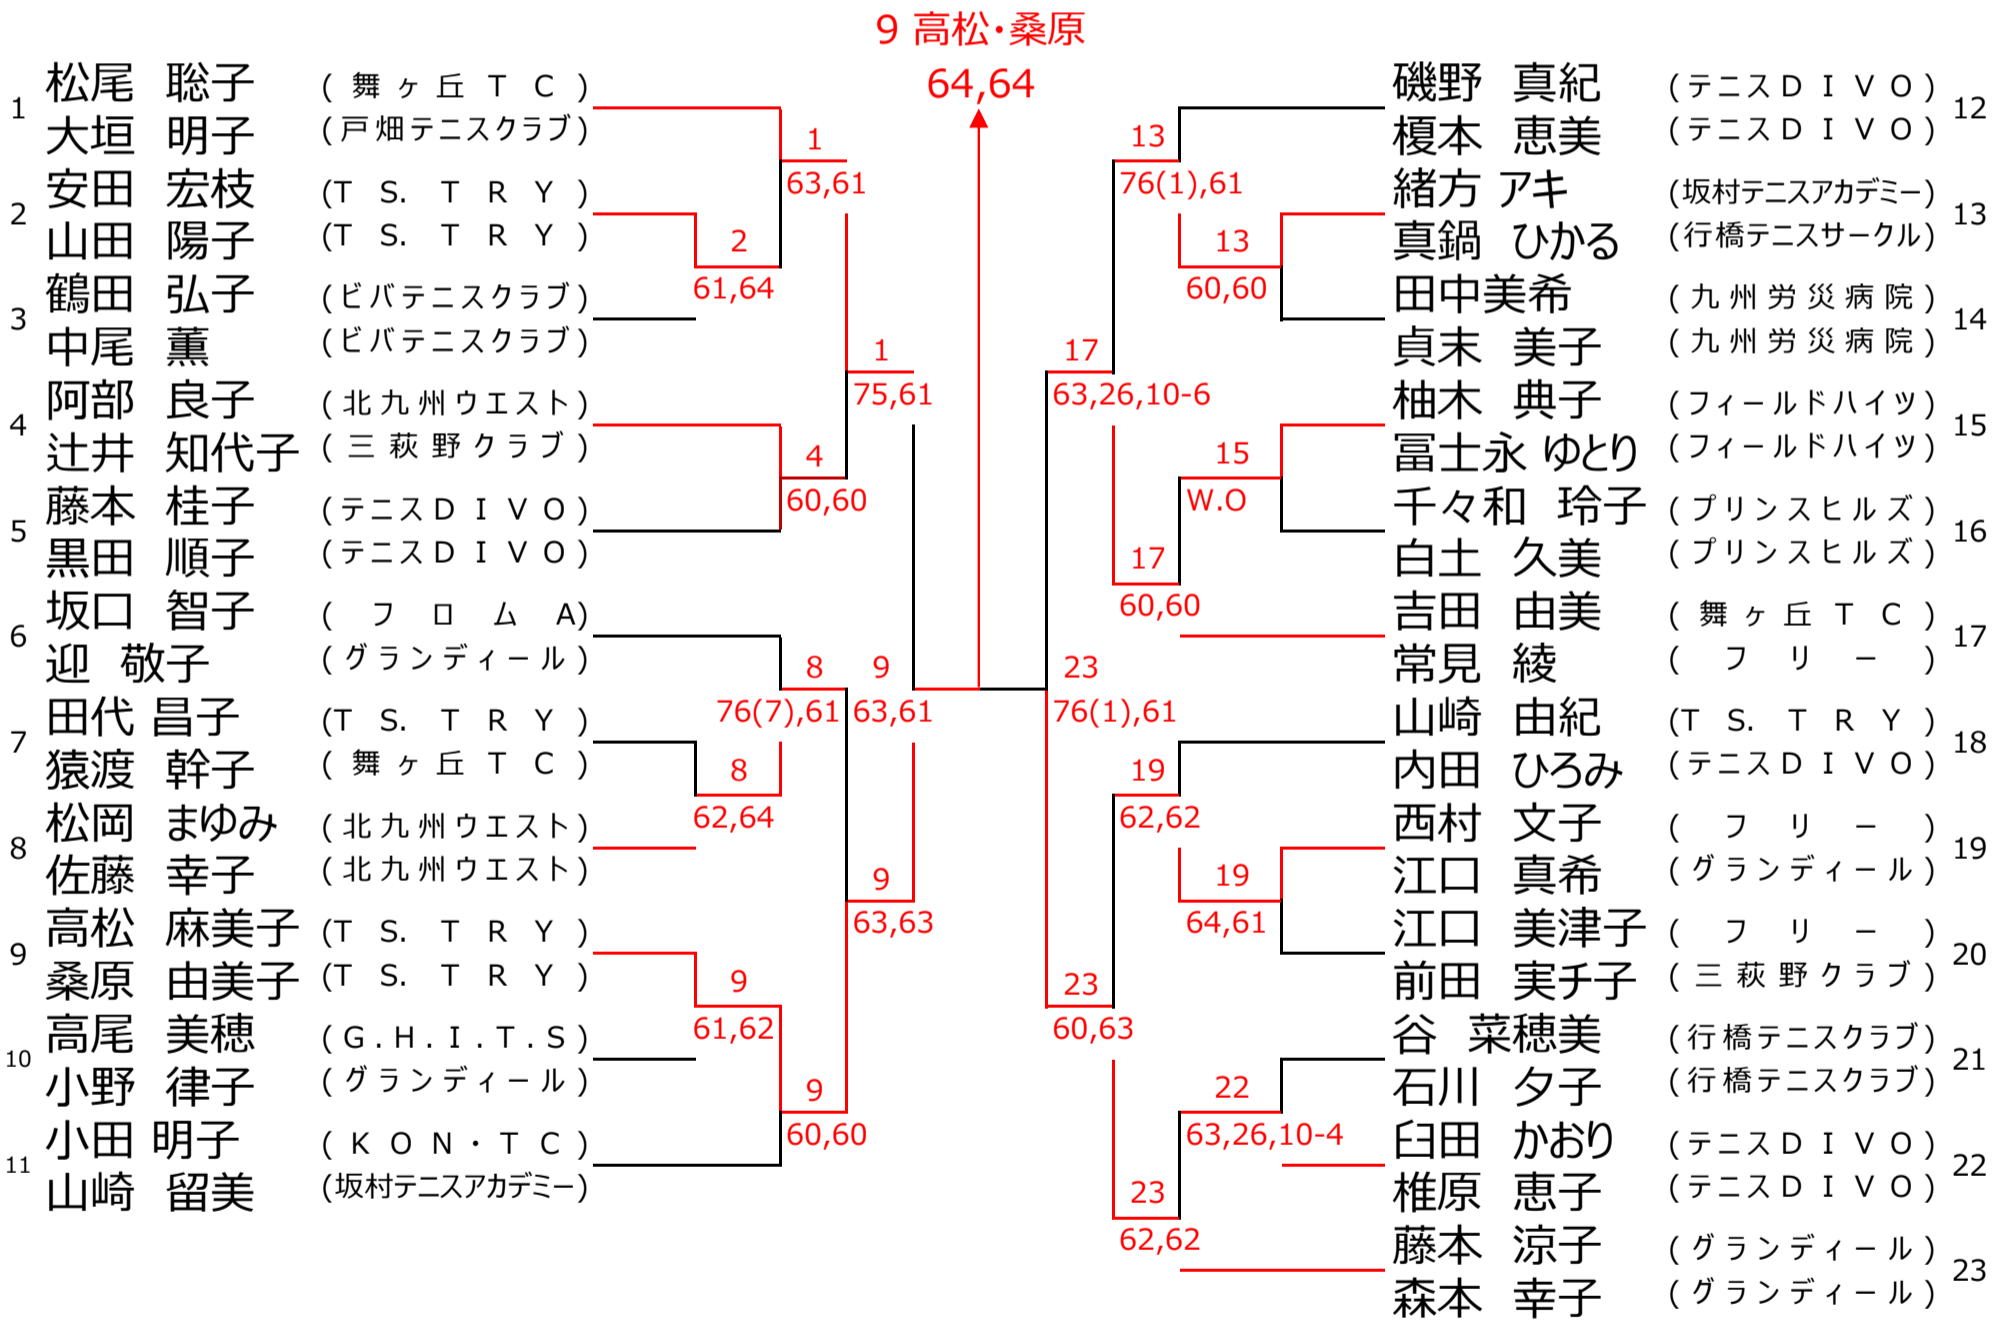 9 高松・桑原
64,64
1
松尾 聡子 (舞ヶ丘TC)
大垣 明子 (戸畑テニスクラブ)
2
安田 宏枝 (TS.TRY)
山田 陽子 (TS.TRY)
3
鶴田 弘子 (ビバテニスクラブ)
中尾 薫 (ビバテニスクラブ)
4
阿部 良子 (北九州ウエスト)
辻井 知代子 (三萩野クラブ)
5
藤本 桂子 (テニスDIVO)
黒田 順子 (テニスDIVO)
6
坂口 智子 (フロムA)
迎 敬子 (グランディール)
7
田代 昌子 (TS.TRY)
猿渡 幹子 (舞ヶ丘TC)
8
松岡 まゆみ (北九州ウエスト)
佐藤 幸子 (北九州ウエスト)
9
高松 麻美子 (TS.TRY)
桑原 由美子 (TS.TRY)
10
高尾 美穂 (G.H.I.T.S)
小野 律子 (グランディール)
11
小田 明子 (KON・TC)
山崎 留美 (坂村テニスアカデミー)
2
61,64
8
62,64
9
61,62
1
63,61
4
60,60
8
76(7),61
9
60,60
1
75,61
9
63,63
9
63,61
23
76(1),61
17
63,26,10-6
23
60,63
13
76(1),61
17
60,60
19
62,62
23
62,62
13
60,60
15
W.O
19
64,61
22
63,26,10-4
磯野 真紀 (テニスDIVO)
榎本 恵美 (テニスDIVO)
12
緒方 アキ (坂村テニスアカデミー)
真鍋 ひかる (行橋テニスサークル)
13
田中美希 (九州労災病院)
貞末 美子 (九州労災病院)
14
柚木 典子 (フィールドハイツ)
冨士永 ゆとり (フィールドハイツ)
15
千々和 玲子 (プリンスヒルズ)
白土 久美 (プリンスヒルズ)
16
吉田 由美 (舞ヶ丘TC)
常見 綾 (フリー)
17
山崎 由紀 (TS.TRY)
内田 ひろみ (テニスDIVO)
18
西村 文子 (フリー)
江口 真希 (グランディール)
19
江口 美津子 (フリー)
前田 実チ子 (三萩野クラブ)
20
谷 菜穂美 (行橋テニスクラブ)
石川 夕子 (行橋テニスクラブ)
21
臼田 かおり (テニスDIVO)
椎原 恵子 (テニスDIVO)
22
藤本 涼子 (グランディール)
森本 幸子 (グランディール)
23